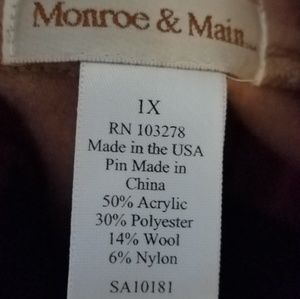 Monroe & Main
1X
RN 103278
Made in the USA
Pin Made in
China
50% Acrylic
30% Polyester
14% Wool
6% Nylon
SA10181